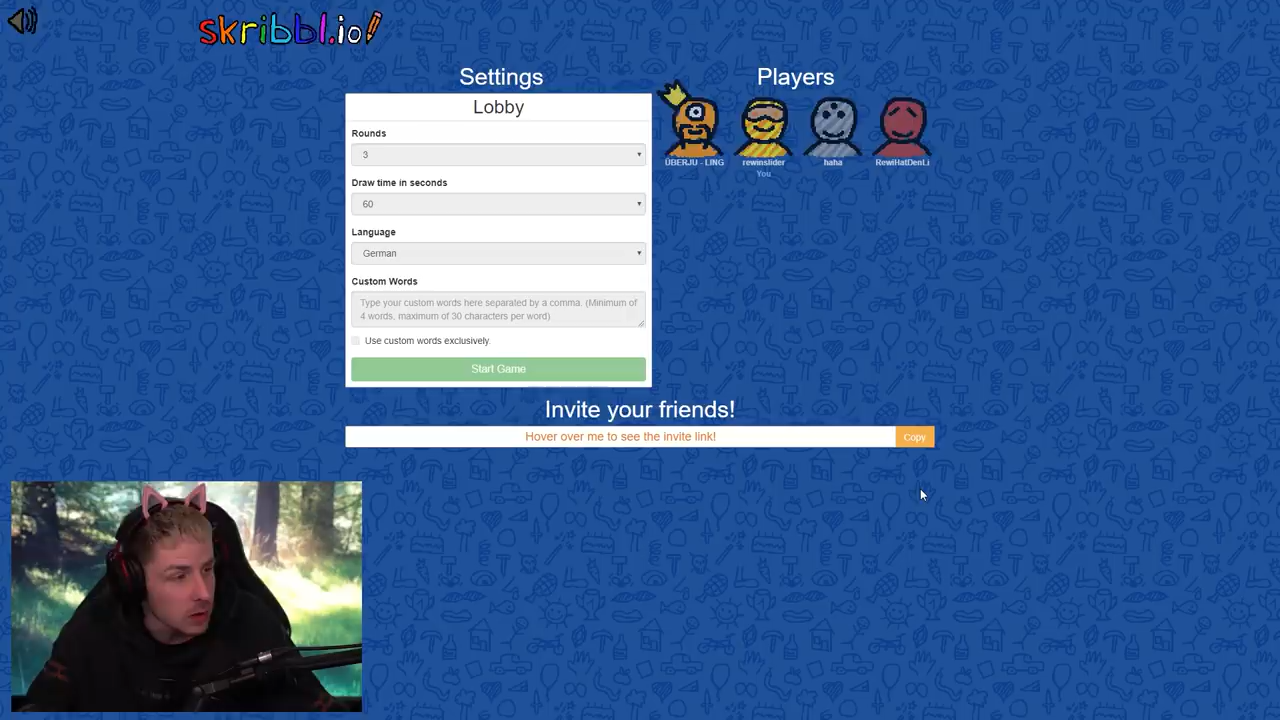 skribbl.io
Settings
Players
Lobby
Rounds
3
Draw time in seconds
60
Language
German
Custom Words
Type your custom words here separated by a comma. (Minimum of
4 words, maximum of 30 characters per word)
Use custom words exclusively.
Start Game
ÜBERJU - LING
rewinslider
You
haha
RewiHatDenLi
Invite your friends!
Hover over me to see the invite link!
Copy